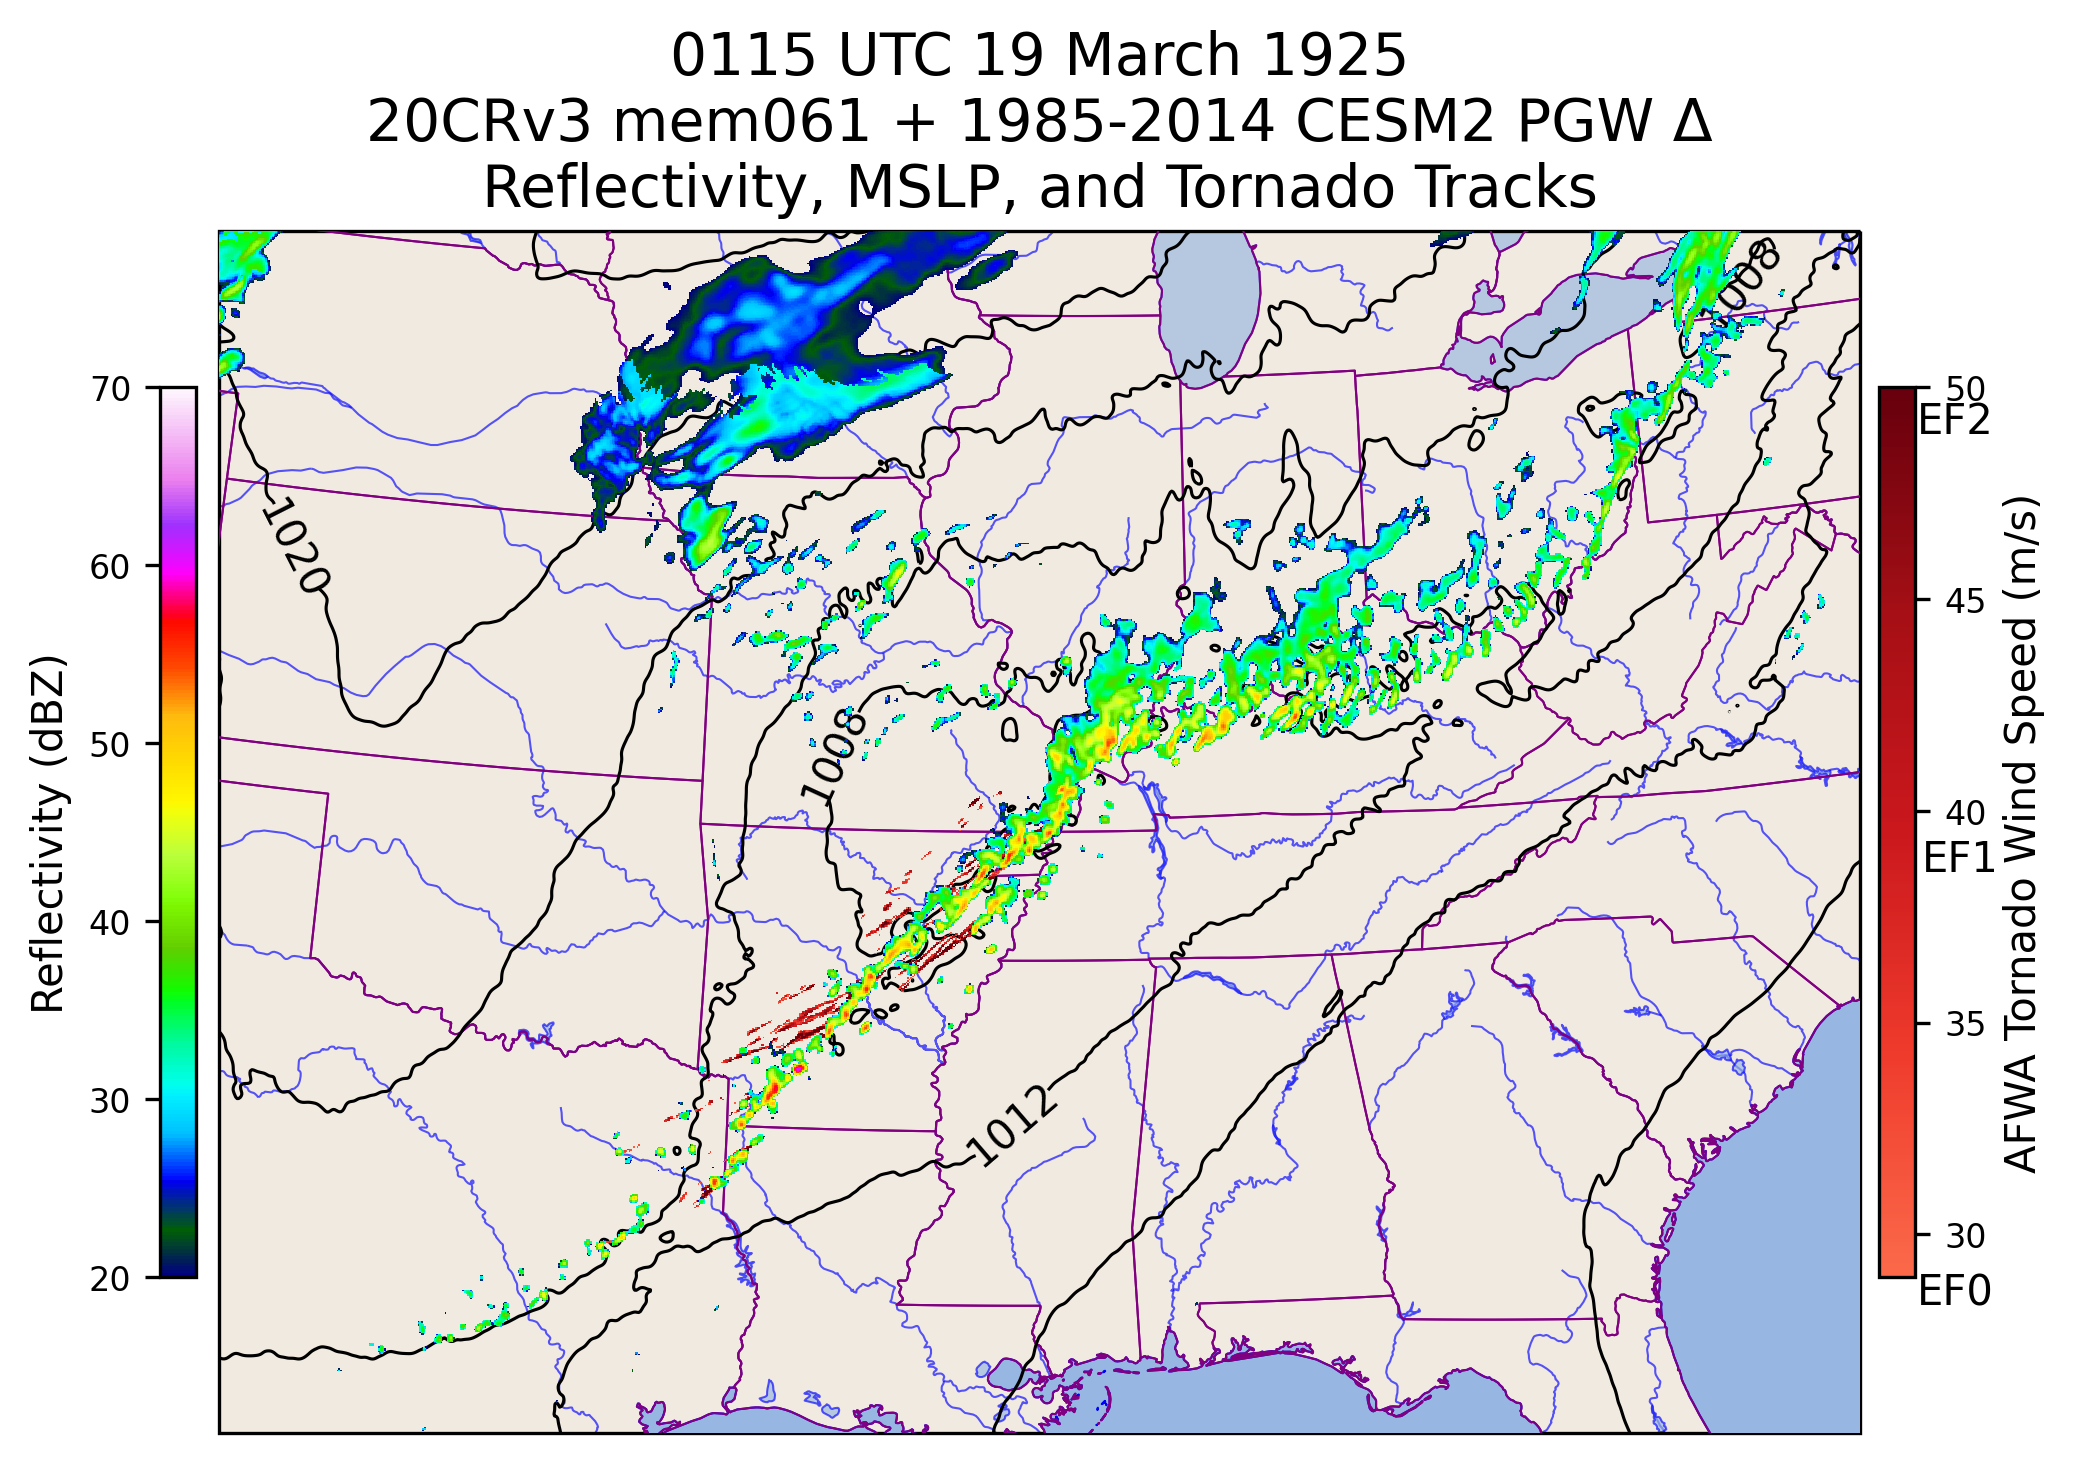 0115 UTC 19 March 1925
20CRv3 mem061 + 1985-2014 CESM2 PGW Δ
Reflectivity, MSLP, and Tornado Tracks
Reflectivity (dBZ)
70
60
50
40
30
20
1020
1008
1008
1012
50
EF2
45
40
EF1
35
30
EF0
AFWA Tornado Wind Speed (m/s)